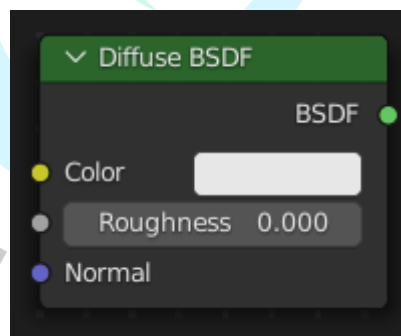 Diffuse BSDF
BSDF
Color
Roughness 0.000
Normal